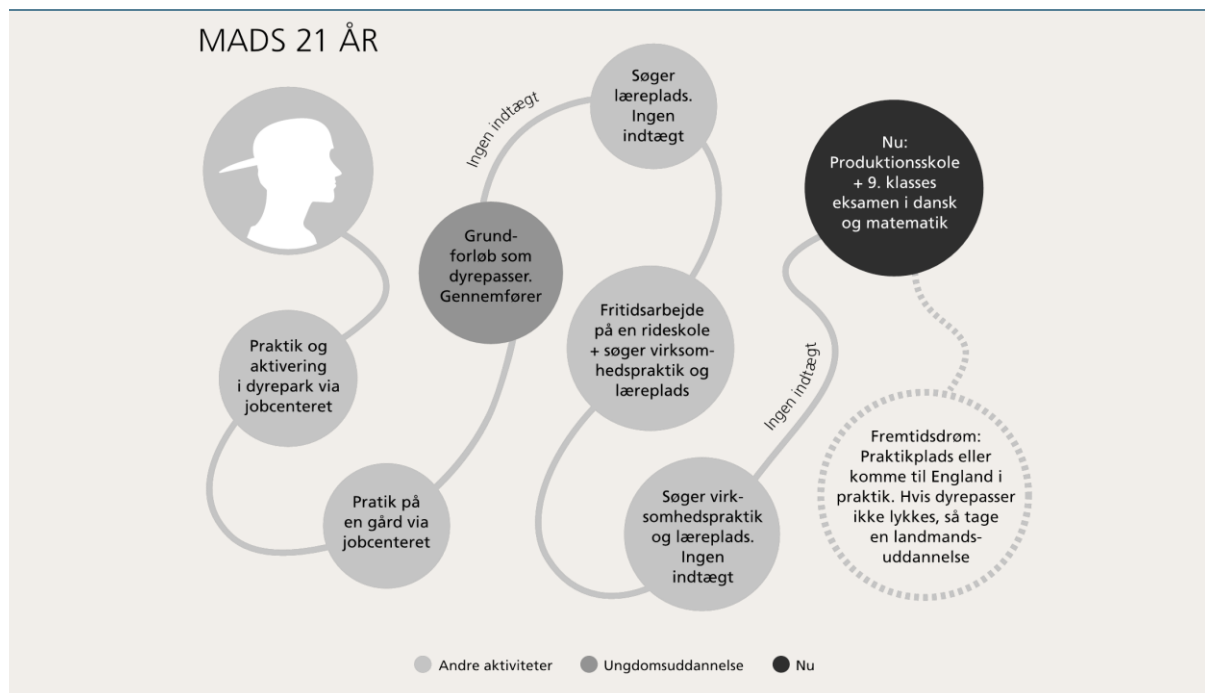 MADS 21 ÅR
Praktik og
aktivering
i dyrepark via
jobcenteret
Pratik på
en gård via
jobcenteret
Grund-
forløb som
dyrepasser.
Gennemfører
Ingen indtægt
Søger
læreplads.
Ingen
indtægt
Fritidsarbejde
på en rideskole
+ søger virksom-
hedspraktik og
læreplads
Søger virk-
somhedspraktik
og læreplads.
Ingen
indtægt
Ingen indtægt
Nu:
Produktionsskole
+ 9. klasses
eksamen i dansk
og matematik
Fremtidsdrøm:
Praktikplads eller
komme til England i
praktik. Hvis dyrepasser
ikke lykkes, så tage
en landmands-
uddannelse
Andre aktiviteter
Ungdomsuddannelse
Nu